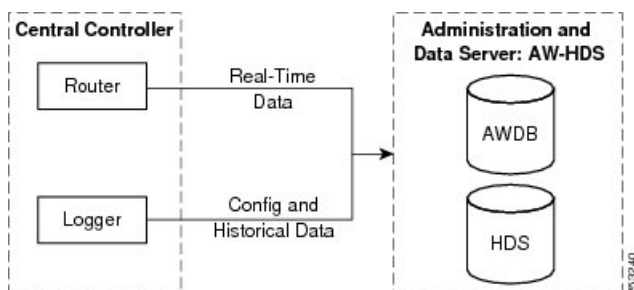 Central Controller
Router
Logger
Real-Time
Data
Config and
Historical Data
Administration and
Data Server: AW-HDS
AWDB
HDS